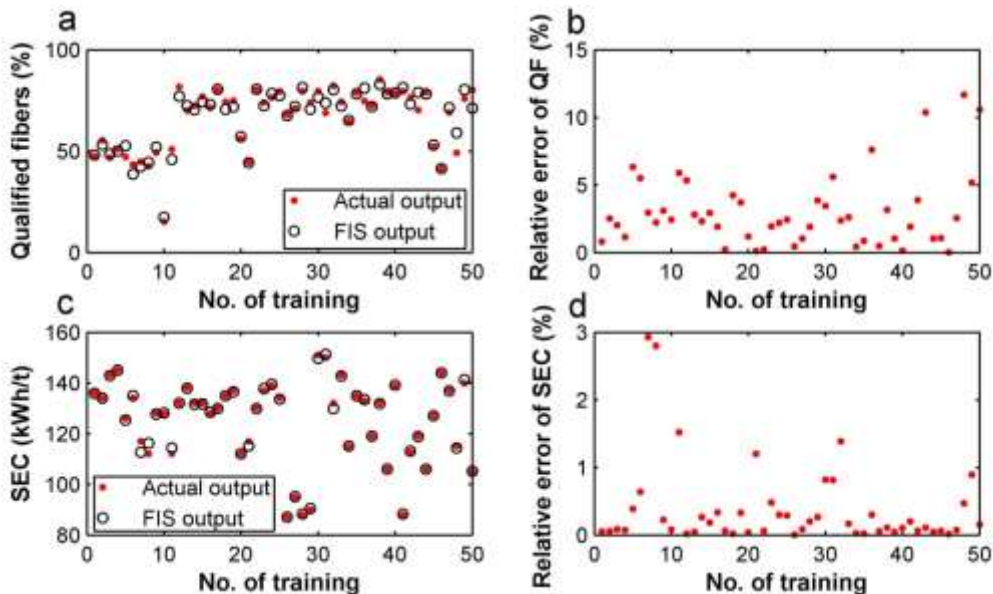 a
Qualified fibers (%)
100
50
0
Actual output
FIS output
0 10 20 30 40 50
No. of training
b
Relative error of QF (%)
15
10
5
0
0 10 20 30 40 50
No. of training
c
SEC (kWh/t)
160
140
120
100
80
Actual output
FIS output
0 10 20 30 40 50
No. of training
d
Relative error of SEC (%)
3
2
1
0
0 10 20 30 40 50
No. of training